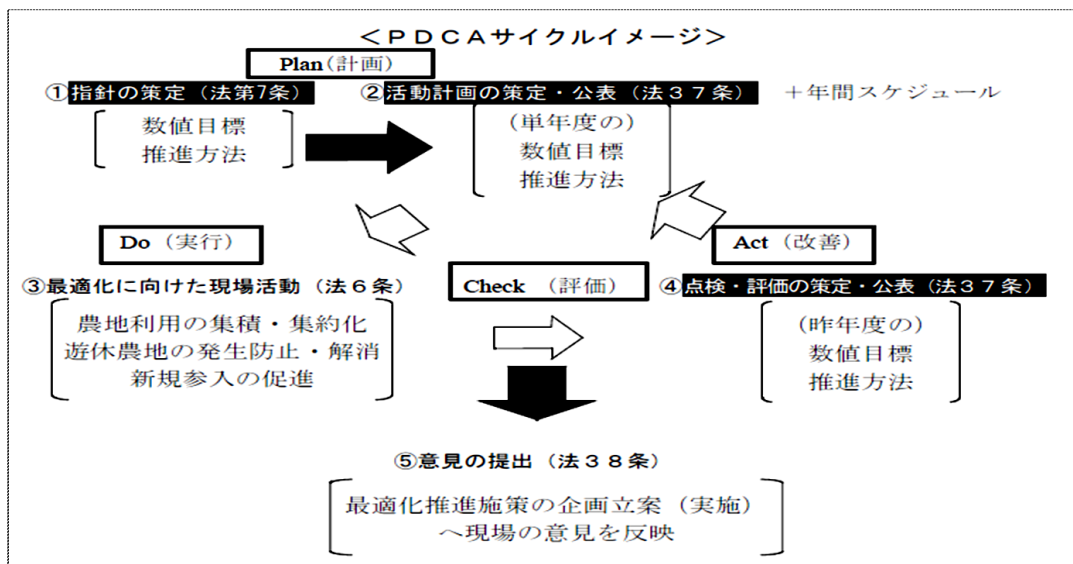 ＜ＰＤＣＡサイクルイメージ＞
Plan(計画)
①指針の策定（法第7条）
②活動計画の策定・公表（法３７条）
＋年間スケジュール
数値目標
推進方法
（単年度の）
数値目標
推進方法
Do（実行）
Act（改善）
③最適化に向けた現場活動（法６条）
Check （評価）
④点検・評価の策定・公表（法３７条）
農地利用の集積・集約化
遊休農地の発生防止・解消
新規参入の促進
（昨年度の）
数値目標
推進方法
⑤意見の提出（法３８条）
最適化推進施策の企画立案（実施）
へ現場の意見を反映